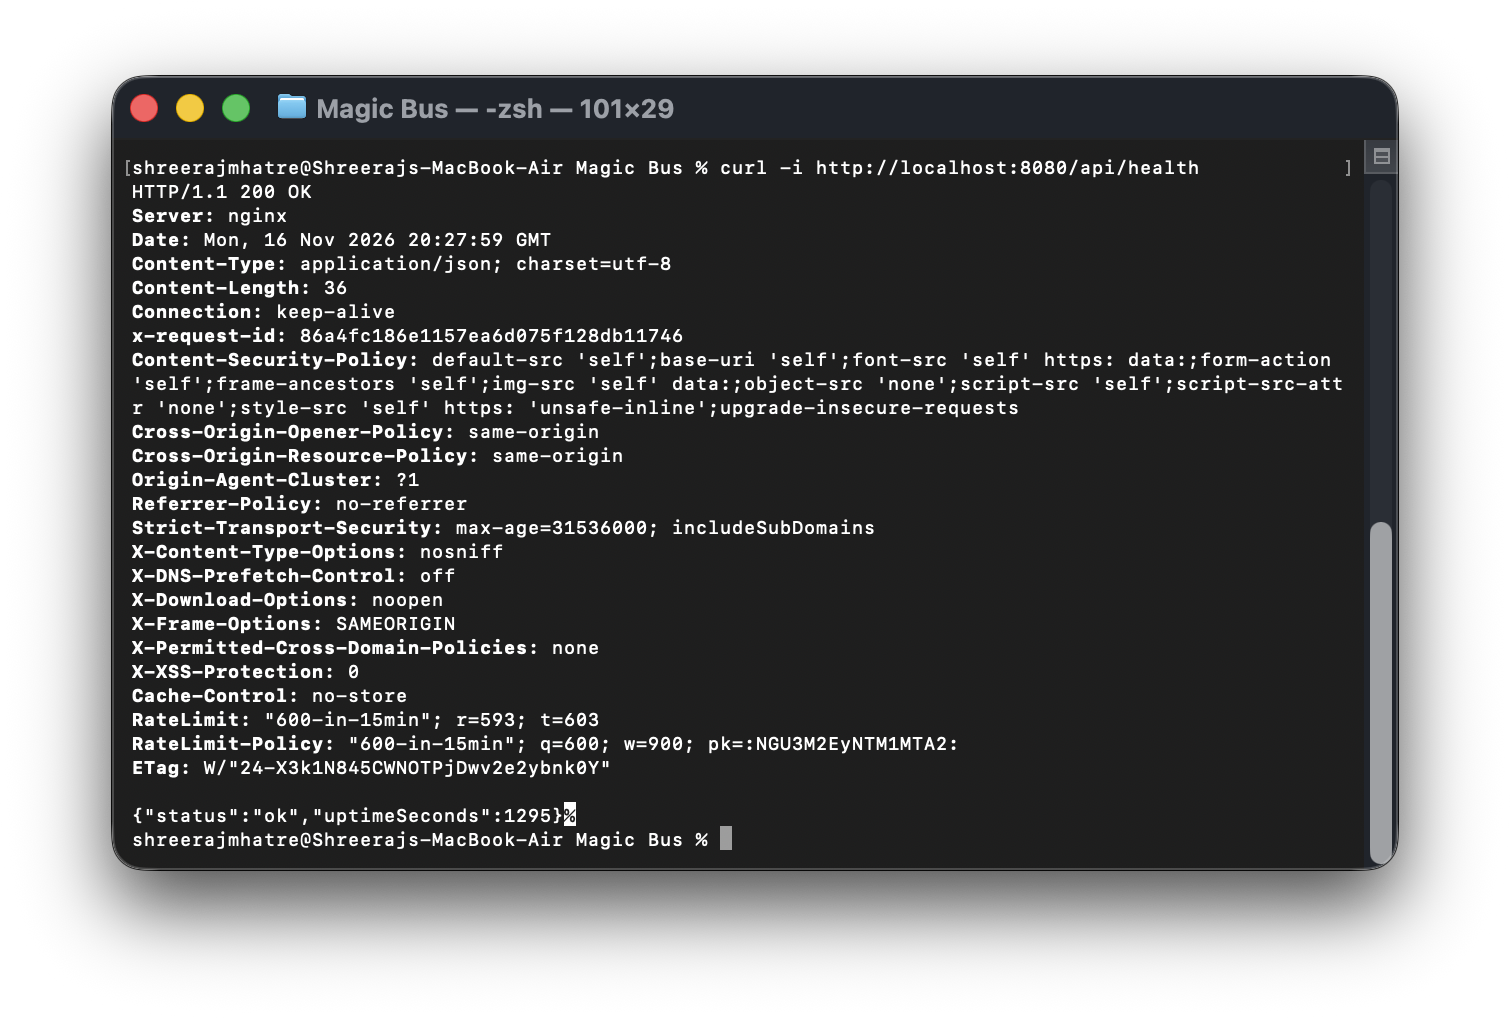 Magic Bus — -zsh — 101×29
[shreerajmhatre@Shreerajs-MacBook-Air Magic Bus % curl -i http://localhost:8080/api/health ]
HTTP/1.1 200 OK
Server: nginx
Date: Mon, 16 Nov 2026 20:27:59 GMT
Content-Type: application/json; charset=utf-8
Content-Length: 36
Connection: keep-alive
x-request-id: 86a4fc186e1157ea6d075f128db11746
Content-Security-Policy: default-src 'self';base-uri 'self';font-src 'self' https: data:;form-action
'self';frame-ancestors 'self';img-src 'self' data:;object-src 'none';script-src 'self';script-src-att
r 'none';style-src 'self' https: 'unsafe-inline';upgrade-insecure-requests
Cross-Origin-Opener-Policy: same-origin
Cross-Origin-Resource-Policy: same-origin
Origin-Agent-Cluster: ?1
Referrer-Policy: no-referrer
Strict-Transport-Security: max-age=31536000; includeSubDomains
X-Content-Type-Options: nosniff
X-DNS-Prefetch-Control: off
X-Download-Options: noopen
X-Frame-Options: SAMEORIGIN
X-Permitted-Cross-Domain-Policies: none
X-XSS-Protection: 0
Cache-Control: no-store
RateLimit: "600-in-15min"; r=593; t=603
RateLimit-Policy: "600-in-15min"; q=600; w=900; pk=:NGU3M2EyNTM1MTA2:
ETag: W/"24-X3k1N845CWNOTPjDwv2e2ybnk0Y"
{"status":"ok","uptimeSeconds":1295}%
shreerajmhatre@Shreerajs-MacBook-Air Magic Bus %